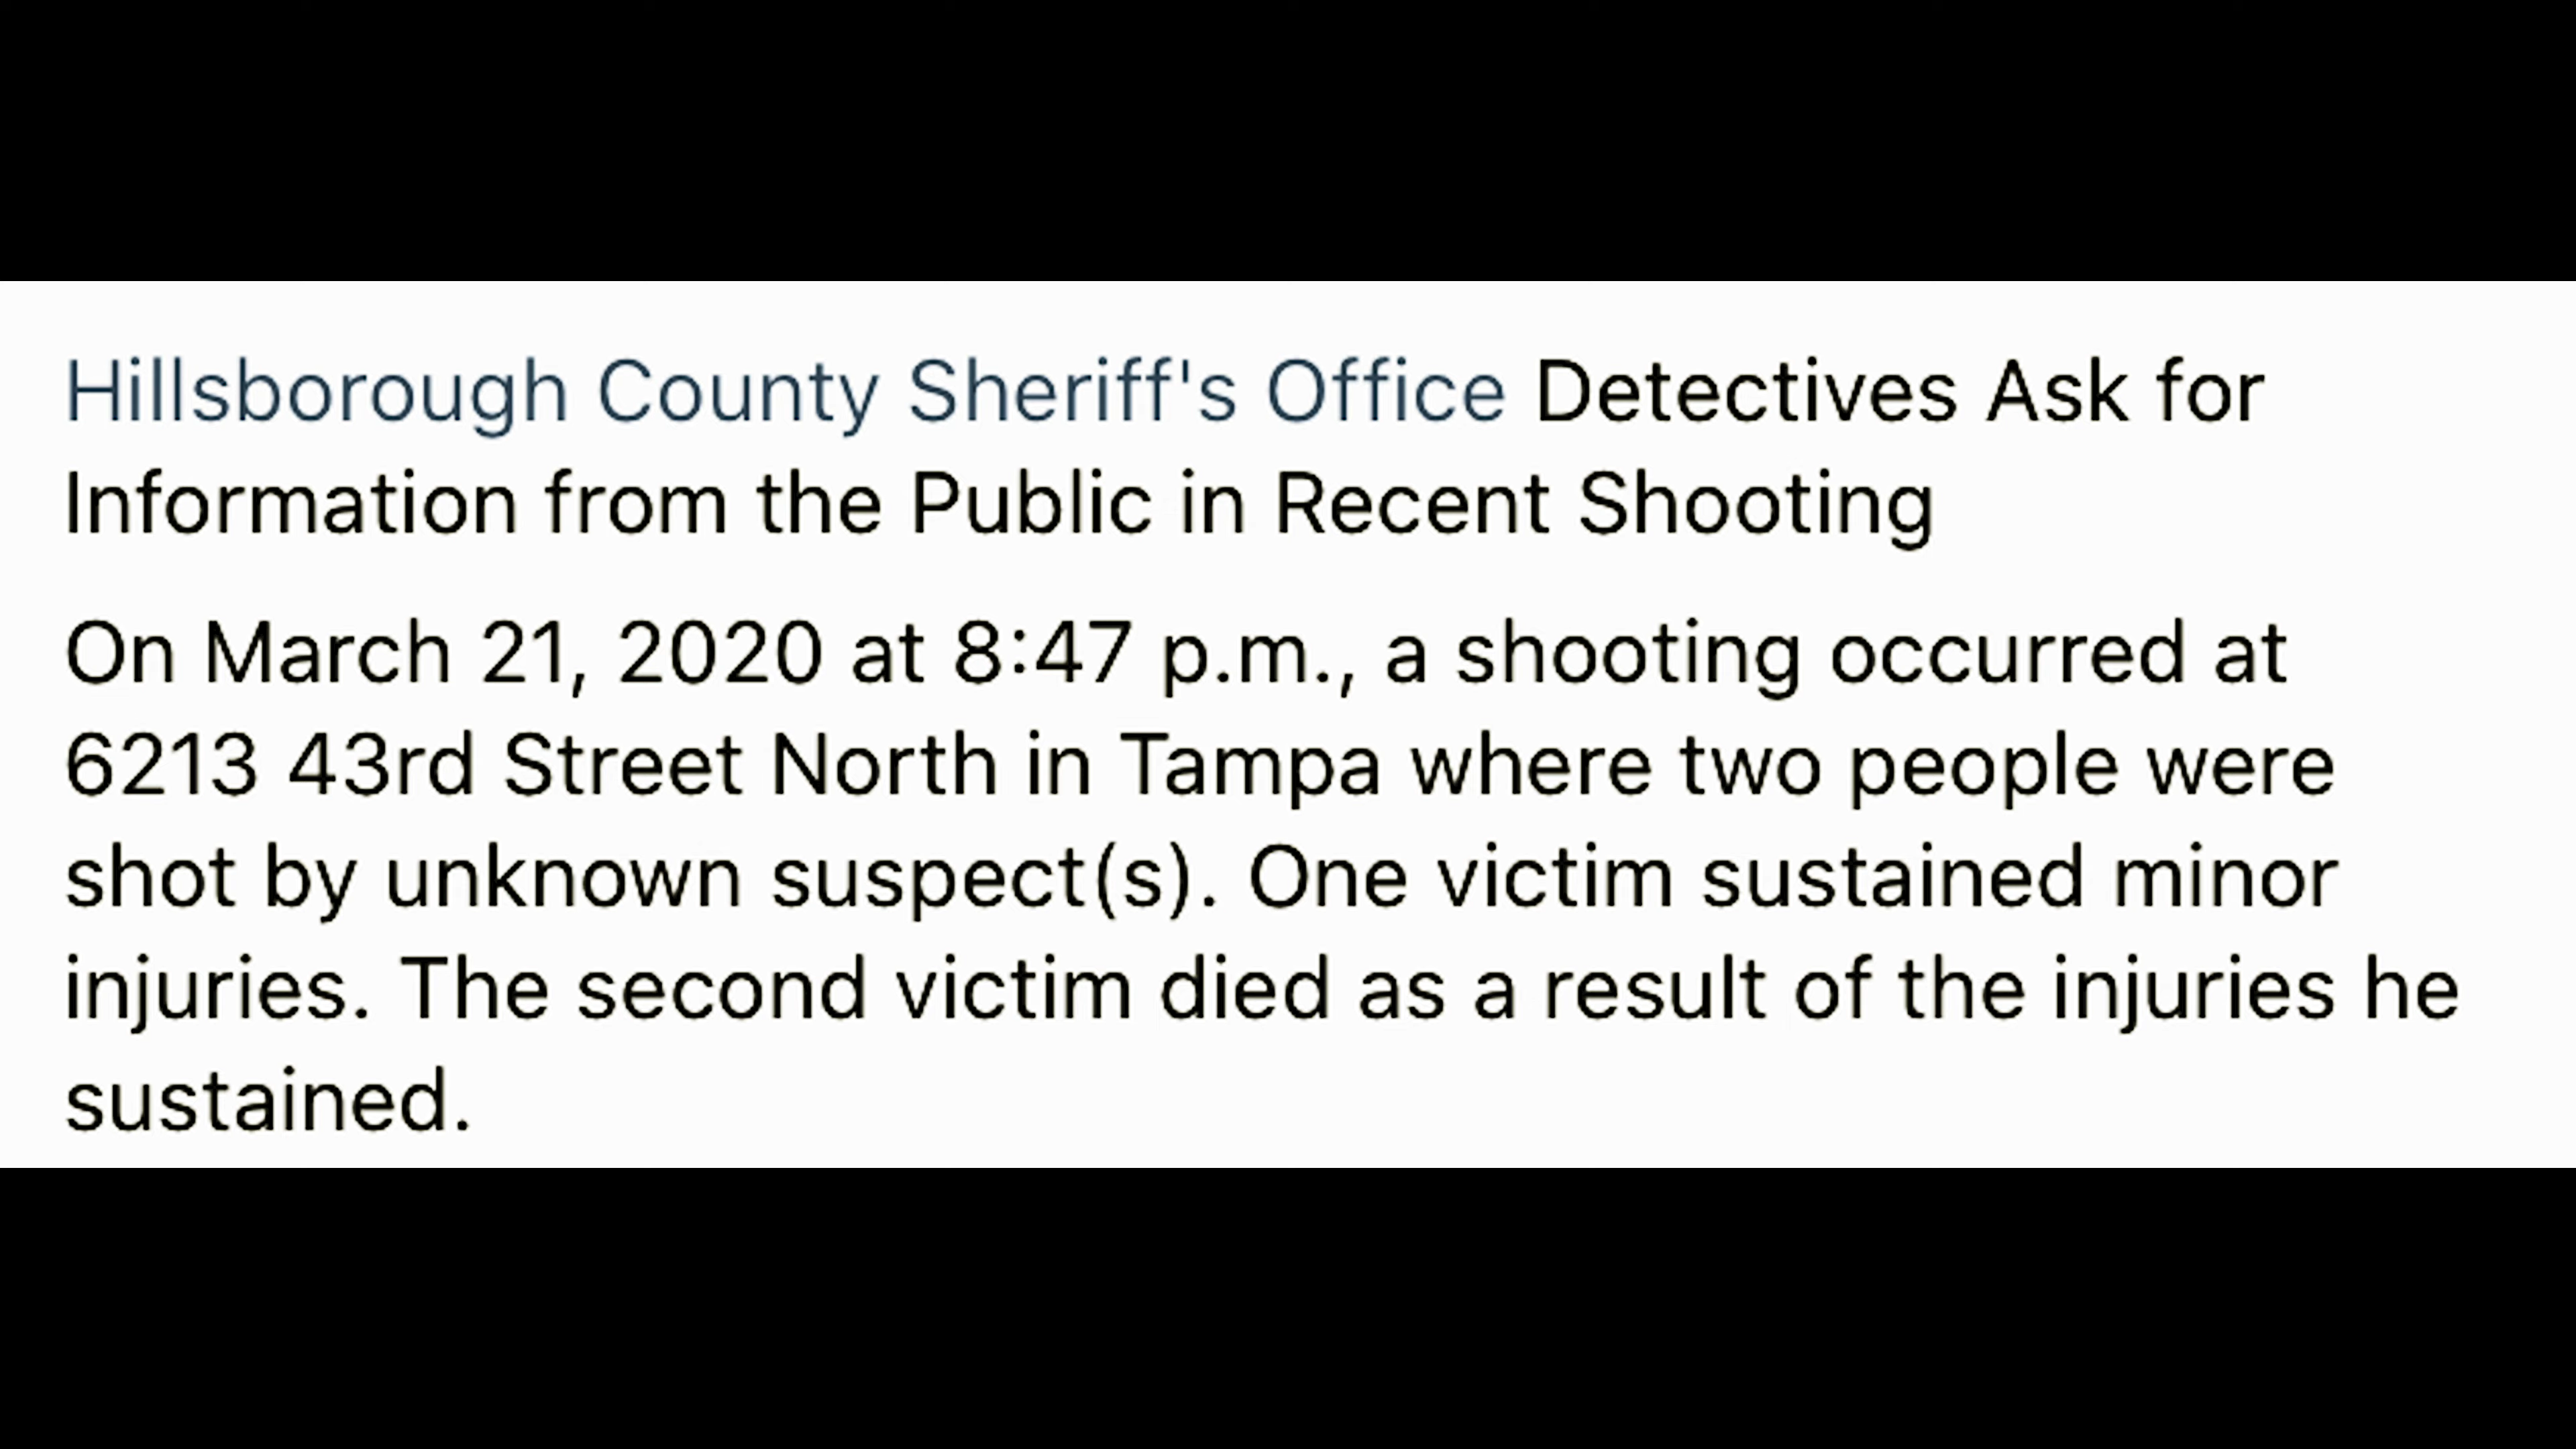 Hillsborough County Sheriff's Office Detectives Ask for
Information from the Public in Recent Shooting
On March 21, 2020 at 8:47 p.m., a shooting occurred at
6213 43rd Street North in Tampa where two people were
shot by unknown suspect(s). One victim sustained minor
injuries. The second victim died as a result of the injuries he
sustained.